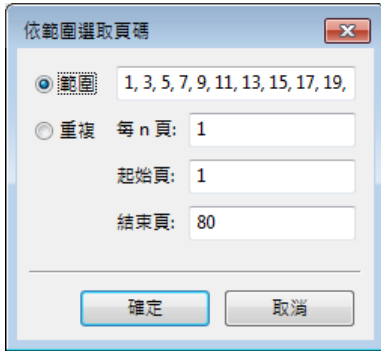 依範圍選取頁碼
範圍 1, 3, 5, 7, 9, 11, 13, 15, 17, 19,
重複 每 n 頁: 1
起始頁: 1
結束頁: 80
確定 取消